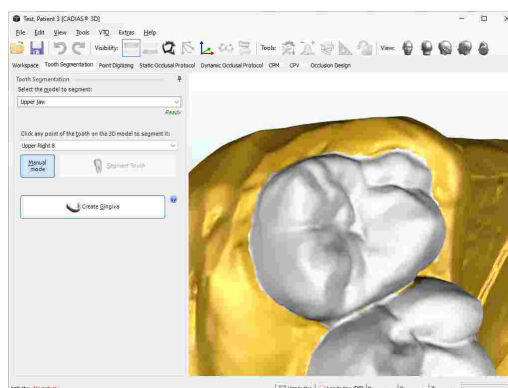 Test, Patient 3 [CADIAS® 3D]
File Edit View Tools VTO Extras Help
Visibility: Tools: View:
Workspace Tooth Segmentation Point Digitizing Static Occlusal Protocol Dynamic Occlusal Protocol CPM CPV Occlusion Design
Tooth Segmentation
Select the model to segment:
Upper Jaw
Ready
Click any point of the tooth on the 3D model to segment it:
Upper Right 8
Manual mode
Segment Tooth
Create Gingiva